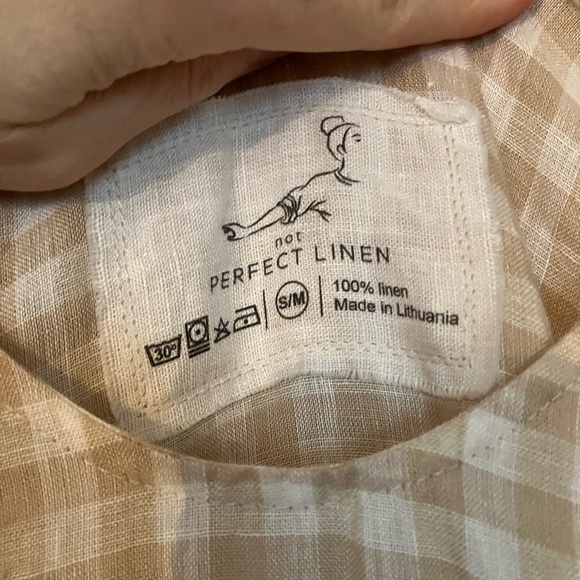 not
PERFECT LINEN
30°
S/M
100% linen
Made in Lithuania